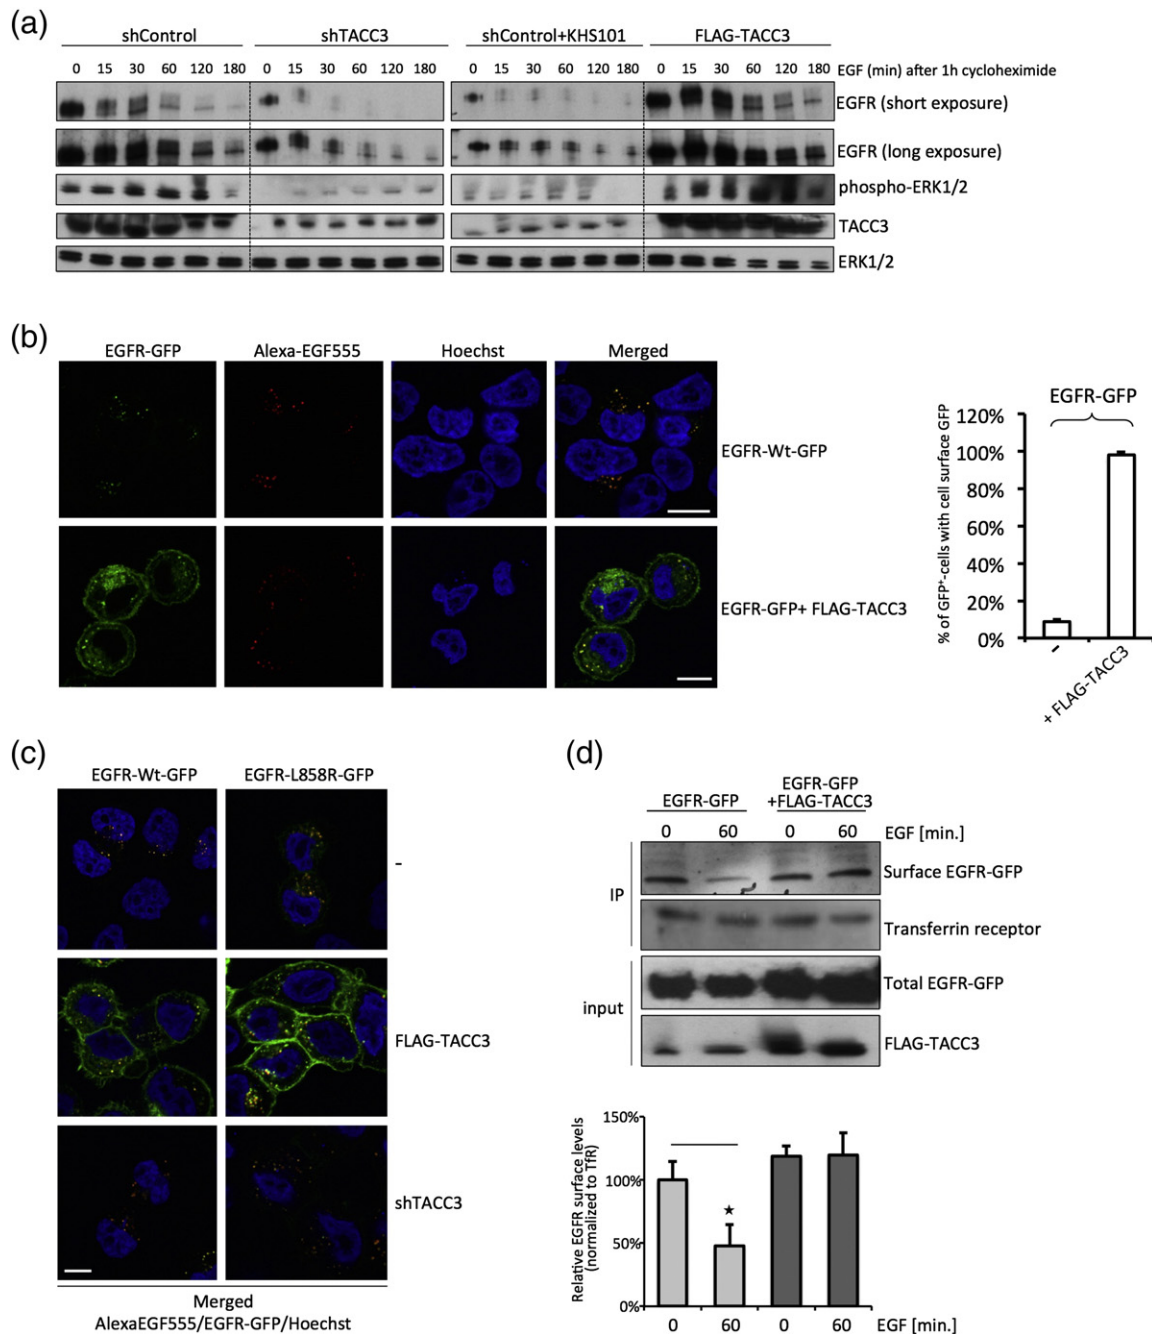 (a)
shControl shTACC3 shControl+KHS101 FLAG-TACC3
0 15 30 60 120 180 0 15 30 60 120 180 0 15 30 60 120 180 0 15 30 60 120 180 EGF (min) after 1h cycloheximide
EGFR (short exposure)
EGFR (long exposure)
phospho-ERK1/2
TACC3
ERK1/2
(b)
EGFR-GFP Alexa-EGF555 Hoechst Merged
EGFR-Wt-GFP
EGFR-GFP+ FLAG-TACC3
EGFR-GFP
% of GFP+-cells with cell surface GFP
120%
100%
80%
60%
40%
20%
0%
- + FLAG-TACC3
(c)
EGFR-Wt-GFP EGFR-L858R-GFP
-
FLAG-TACC3
shTACC3
Merged
AlexaEGF555/EGFR-GFP/Hoechst
(d)
EGFR-GFP EGFR-GFP
+FLAG-TACC3
0 60 0 60 EGF [min.]
IP
Surface EGFR-GFP
Transferrin receptor
input
Total EGFR-GFP
FLAG-TACC3
Relative EGFR surface levels
(normalized to TfR)
150%
100%
50%
0%
★
0 60 0 60 EGF [min.]